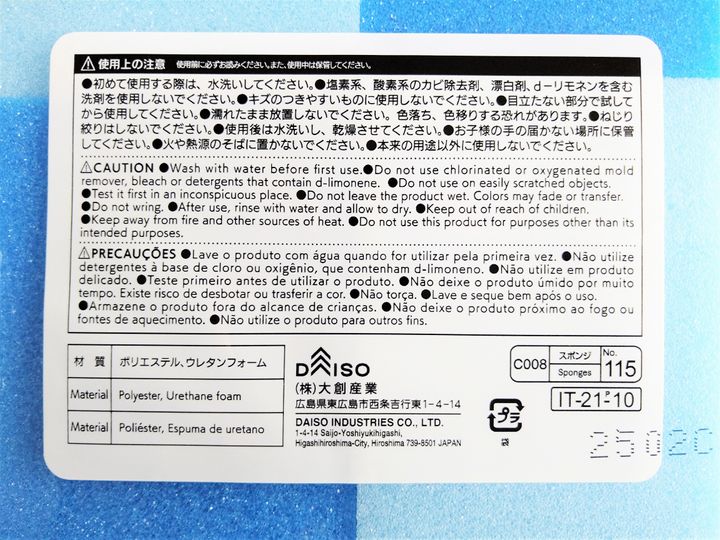 ⚠使用上の注意 使用前に必ずお読みください。また、使用中は保管してください。
●初めて使用する際は、水洗いしてください。●塩素系、酸素系のカビ除去剤、漂白剤、d-リモネンを含む
洗剤を使用しないでください。●キズのつきやすいものに使用しないでください。●目立たない部分で試して
から使用してください。●濡れたまま放置しないでください。色落ち、色移りする恐れがあります。●ねじり
絞りはしないでください。●使用後は水洗いし、乾燥させてください。●お子様の手の届かない場所に保管
してください。●火や熱源のそばに置かないでください。●本来の用途以外に使用しないでください。
⚠CAUTION ●Wash with water before first use.●Do not use chlorinated or oxygenated mold
remover, bleach or detergents that contain d-limonene. ●Do not use on easily scratched objects.
●Test it first in an inconspicuous place. ●Do not leave the product wet. Colors may fade or transfer.
●Do not wring. ●After use, rinse with water and allow to dry. ●Keep out of reach of children.
●Keep away from fire and other sources of heat. ●Do not use this product for purposes other than its
intended purposes.
⚠PRECAUÇÕES ●Lave o produto com água quando for utilizar pela primeira vez. ●Não utilize
detergentes à base de cloro ou oxigênio, que contenham d-limoneno. ●Não utilize em produto
delicado. ●Teste primeiro antes de utilizar o produto. ●Não deixe o produto úmido por muito
tempo. Existe risco de desbotar ou trasferir a cor. ●Não torça. ●Lave e seque bem após o uso.
●Armazene o produto fora do alcance de crianças. ●Não deixe o produto próximo ao fogo ou
fontes de aquecimento. ●Não utilize o produto para outros fins.
材 質 ポリエステル、ウレタンフォーム
Material Polyester, Urethane foam
Material Poliéster, Espuma de uretano
DAISO
(株)大創産業
広島県東広島市西条吉行東1-4-14
DAISO INDUSTRIES CO., LTD.
1-4-14 Saijo-Yoshiyukihigashi,
Higashihiroshima-City, Hiroshima 739-8501 JAPAN
C008 スポンジ Sponges No. 115
IT-21-P-10
プラ
袋
25020